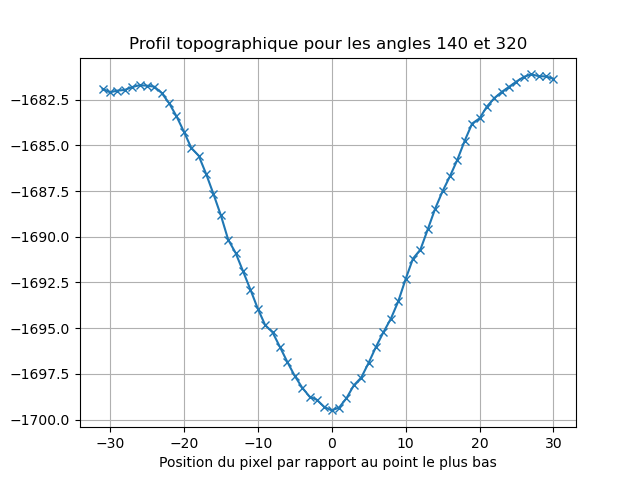 Profil topographique pour les angles 140 et 320
−1682.5
−1685.0
−1687.5
−1690.0
−1692.5
−1695.0
−1697.5
−1700.0
−30 −20 −10 0 10 20 30
Position du pixel par rapport au point le plus bas